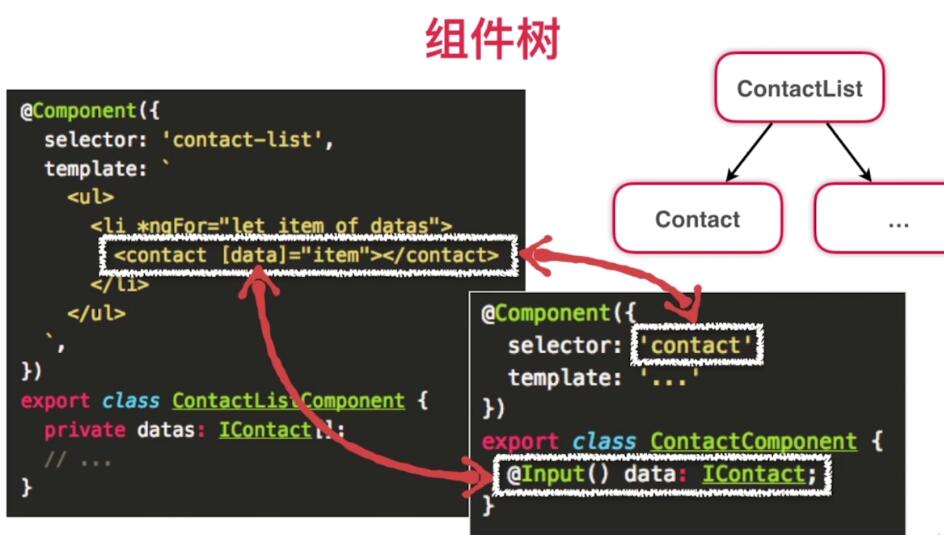 组件树
@Component({
selector: 'contact-list',
template: `
<ul>
<li *ngFor="let item of datas">
<contact [data]="item"></contact>
</li>
</ul>
`,
})
export class ContactListComponent {
private datas: IContact[];
// ...
}
ContactList
Contact
...
@Component({
selector: 'contact'
template: '...'
})
export class ContactComponent {
@Input() data: IContact;
}